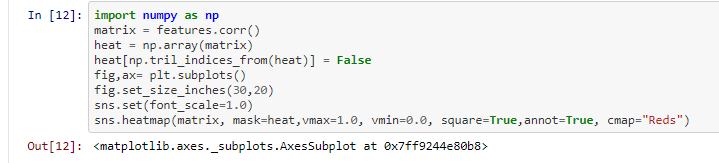 In [12]: import numpy as np
matrix = features.corr()
heat = np.array(matrix)
heat[np.tril_indices_from(heat)] = False
fig,ax= plt.subplots()
fig.set_size_inches(30,20)
sns.set(font_scale=1.0)
sns.heatmap(matrix, mask=heat,vmax=1.0, vmin=0.0, square=True,annot=True, cmap="Reds")
Out[12]: <matplotlib.axes._subplots.AxesSubplot at 0x7ff9244e80b8>